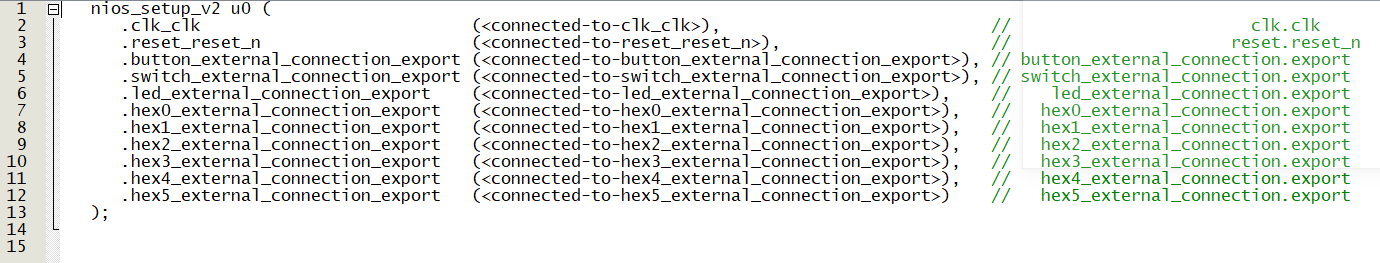 1 nios_setup_v2 u0 (
2 .clk_clk (<connected-to-clk_clk>), // clk.clk
3 .reset_reset_n (<connected-to-reset_reset_n>), // reset.reset_n
4 .button_external_connection_export (<connected-to-button_external_connection_export>), // button_external_connection.export
5 .switch_external_connection_export (<connected-to-switch_external_connection_export>), // switch_external_connection.export
6 .led_external_connection_export (<connected-to-led_external_connection_export>), // led_external_connection.export
7 .hex0_external_connection_export (<connected-to-hex0_external_connection_export>), // hex0_external_connection.export
8 .hex1_external_connection_export (<connected-to-hex1_external_connection_export>), // hex1_external_connection.export
9 .hex2_external_connection_export (<connected-to-hex2_external_connection_export>), // hex2_external_connection.export
10 .hex3_external_connection_export (<connected-to-hex3_external_connection_export>), // hex3_external_connection.export
11 .hex4_external_connection_export (<connected-to-hex4_external_connection_export>), // hex4_external_connection.export
12 .hex5_external_connection_export (<connected-to-hex5_external_connection_export>) // hex5_external_connection.export
13 );
14
15